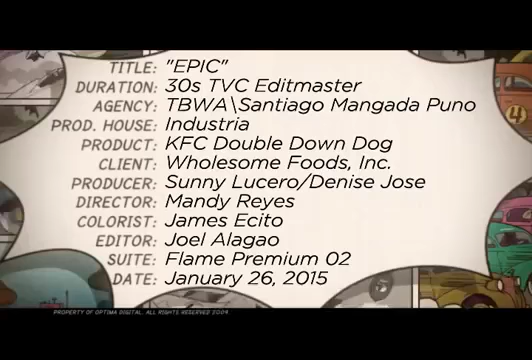 TITLE: "EPIC"
DURATION: 30s TVC Editmaster
AGENCY: TBWA\Santiago Mangada Puno
PROD. HOUSE: Industria
PRODUCT: KFC Double Down Dog
CLIENT: Wholesome Foods, Inc.
PRODUCER: Sunny Lucero/Denise Jose
DIRECTOR: Mandy Reyes
COLORIST: James Ecito
EDITOR: Joel Alagao
SUITE: Flame Premium 02
DATE: January 26, 2015
PROPERTY OF OPTIMA DIGITAL. ALL RIGHTS RESERVED 2009
4